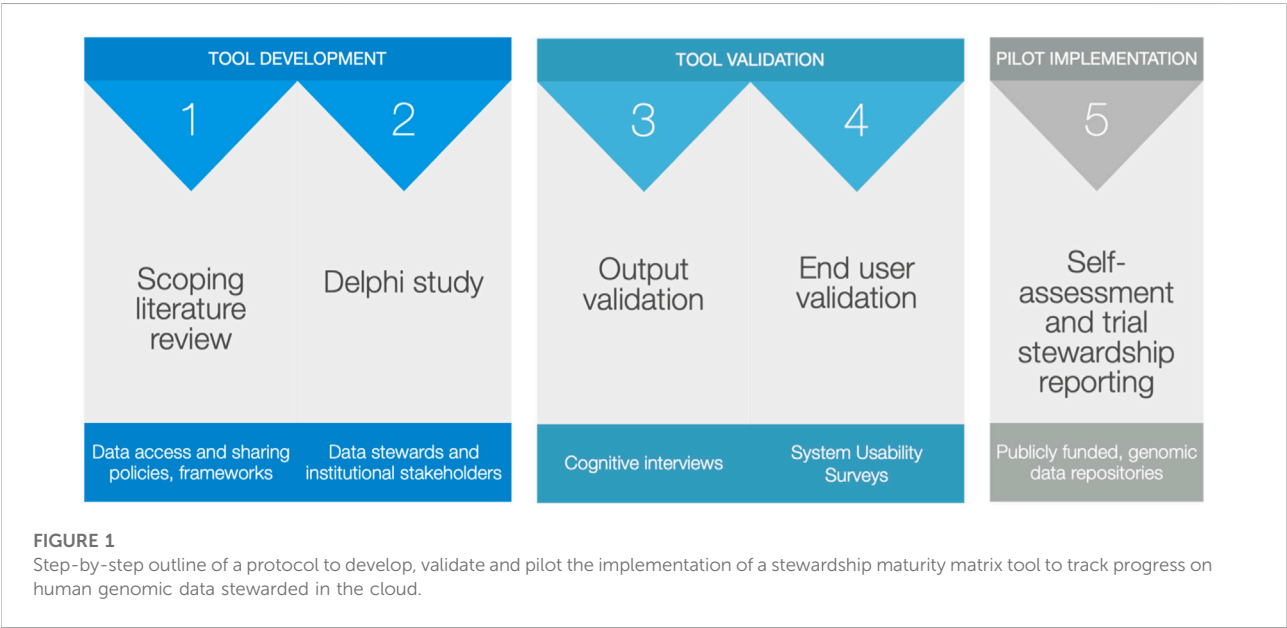 TOOL DEVELOPMENT
1
2
Scoping
literature
review
Delphi study
Data access and sharing
policies, frameworks
Data stewards and
institutional stakeholders
TOOL VALIDATION
3
4
Output
validation
End user
validation
Cognitive interviews
System Usability
Surveys
PILOT IMPLEMENTATION
5
Self-
assessment
and trial
stewardship
reporting
Publicly funded, genomic
data repositories
FIGURE 1
Step-by-step outline of a protocol to develop, validate and pilot the implementation of a stewardship maturity matrix tool to track progress on
human genomic data stewarded in the cloud.